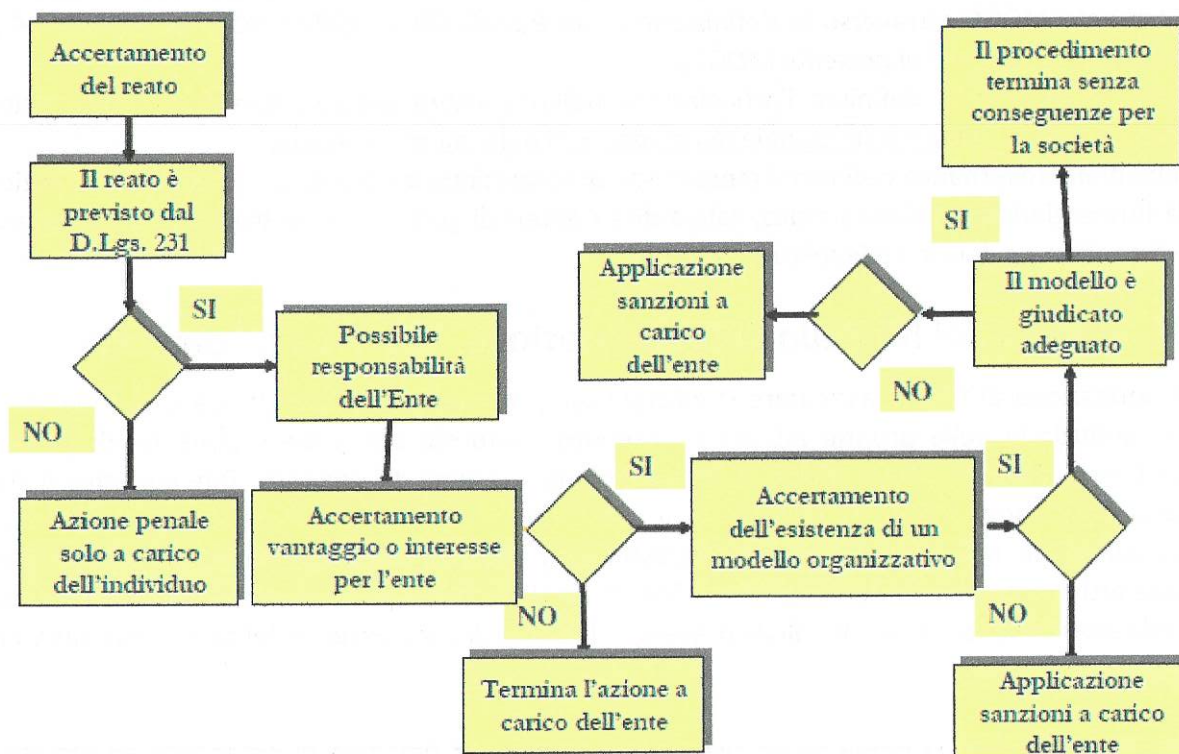 Accertamento
del reato
Il reato è
previsto dal
D.Lgs. 231
SI
NO
Possibile
responsabilità
dell'Ente
Azione penale
solo a carico
dell'individuo
Accertamento
vantaggio o interesse
per l'ente
SI
NO
Termina l'azione a
carico dell'ente
Accertamento
dell'esistenza di un
modello organizzativo
SI
NO
Applicazione
sanzioni a carico
dell'ente
Il modello è
giudicato
adeguato
NO
Applicazione
sanzioni a
carico
dell'ente
SI
Il procedimento
termina senza
conseguenze per
la società